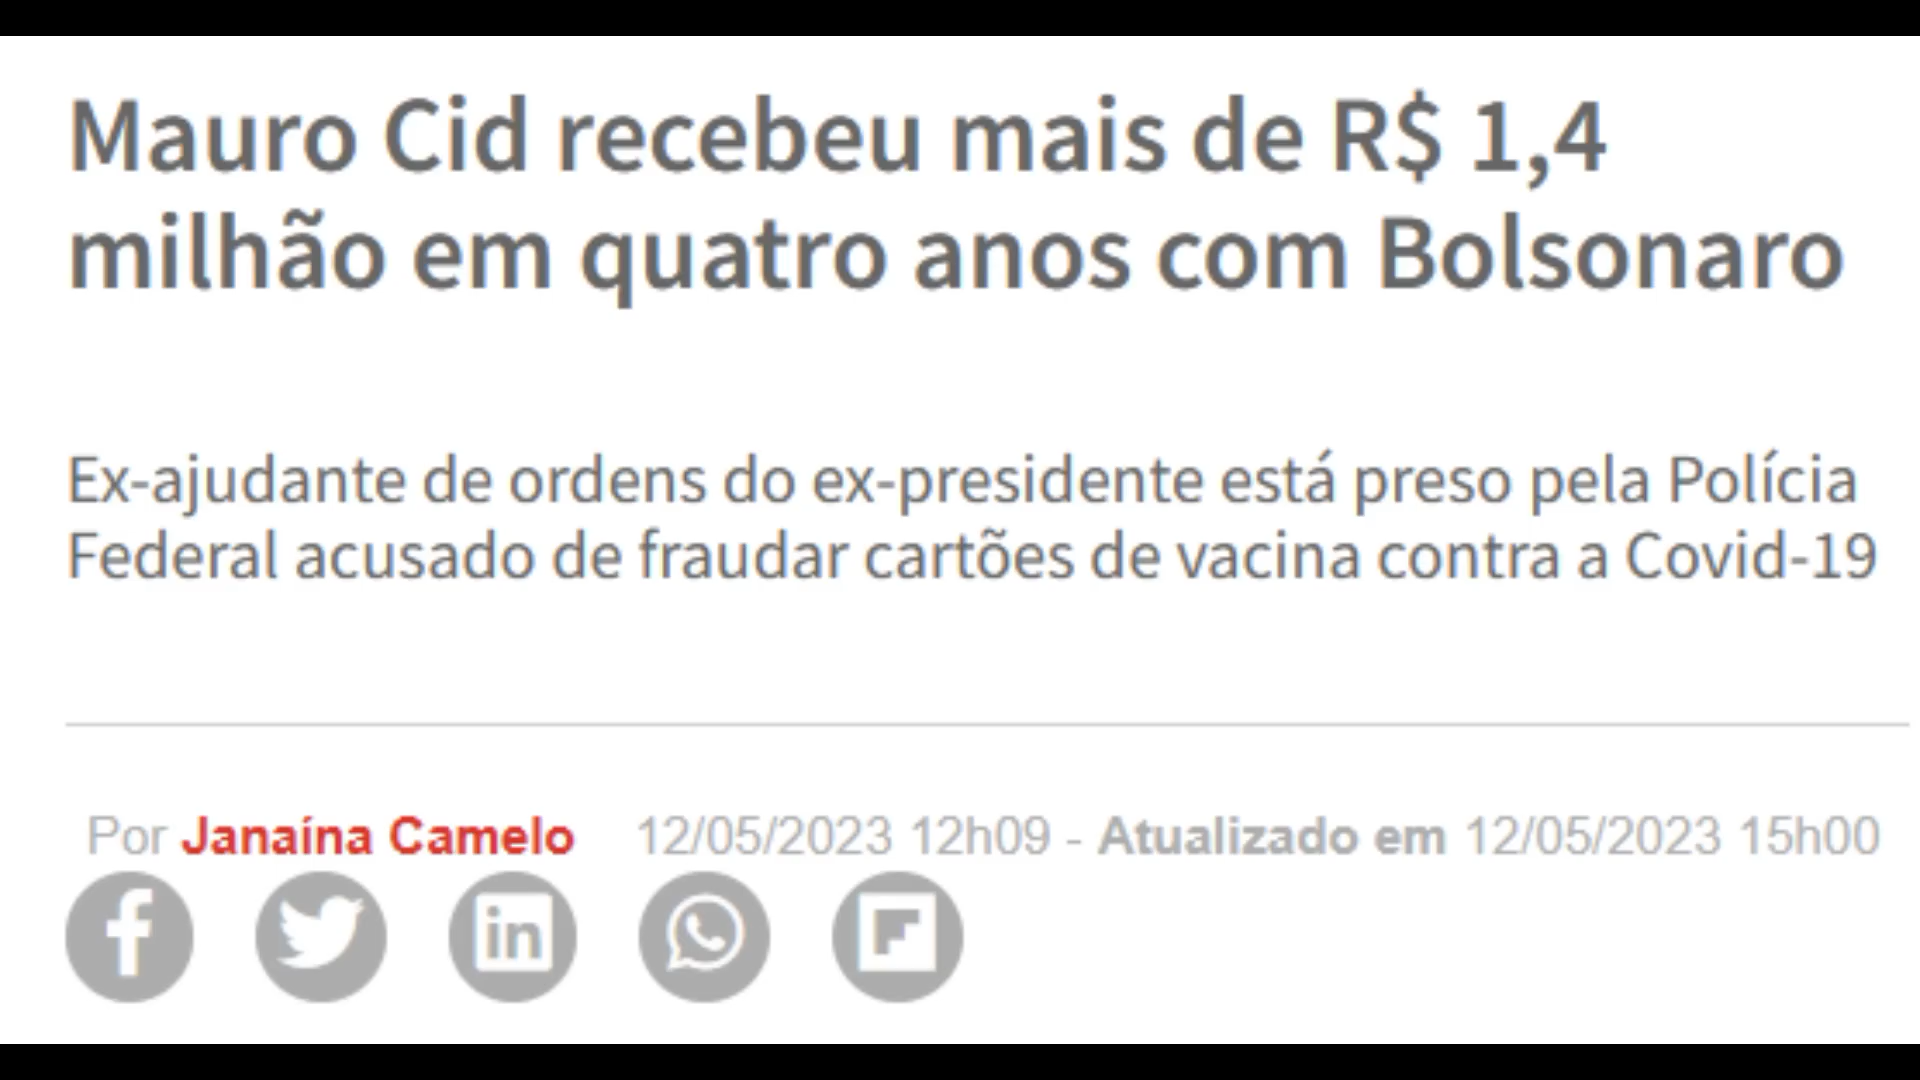 Mauro Cid recebeu mais de R$ 1,4
milhão em quatro anos com Bolsonaro
Ex-ajudante de ordens do ex-presidente está preso pela Polícia
Federal acusado de fraudar cartões de vacina contra a Covid-19
Por Janaína Camelo 12/05/2023 12h09 - Atualizado em 12/05/2023 15h00